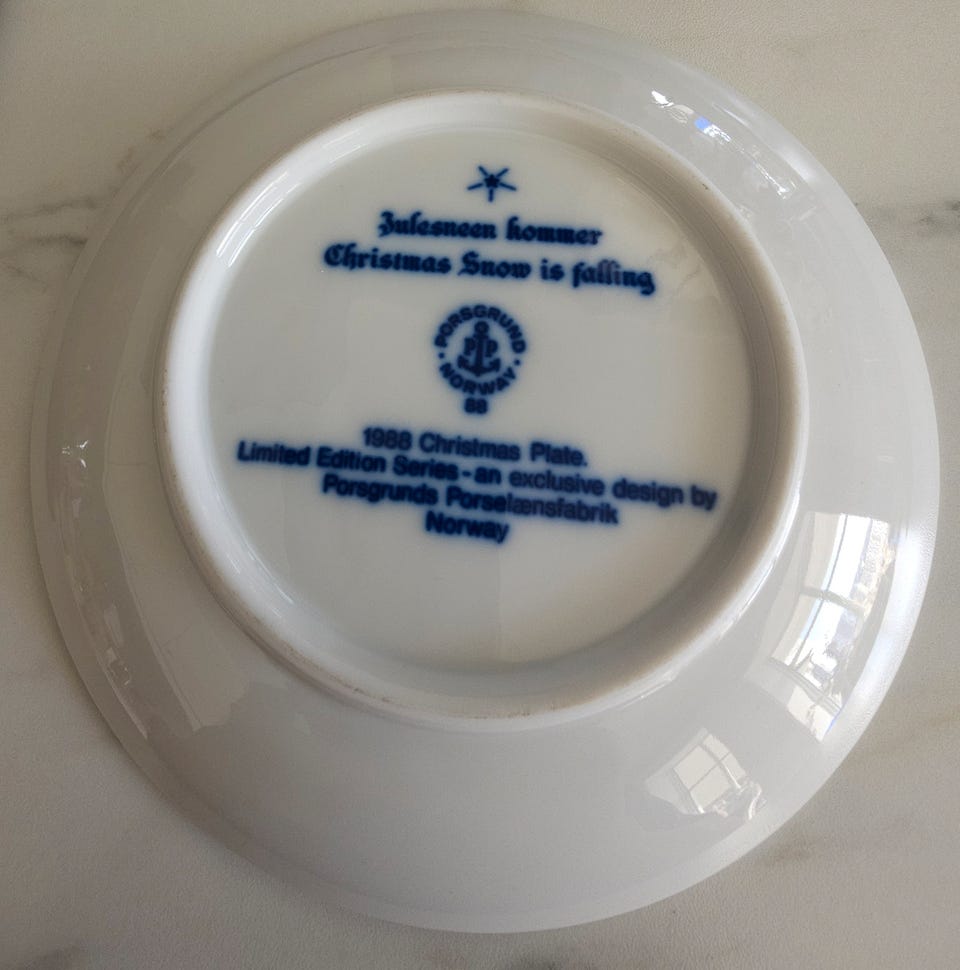 Julesneen kommer
Christmas Snow is falling
PORSGRUND
PP
NORWAY
88
1988 Christmas Plate.
Limited Edition Series - an exclusive design by
Porsgrunds Porselænsfabrik
Norway